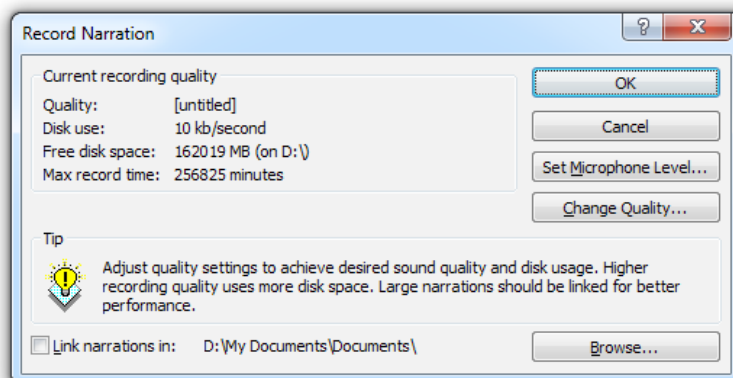 Record Narration
Current recording quality
Quality: [untitled]
Disk use: 10 kb/second
Free disk space: 162019 MB (on D:\)
Max record time: 256825 minutes
OK
Cancel
Set Microphone Level...
Change Quality...
Tip
Adjust quality settings to achieve desired sound quality and disk usage. Higher
recording quality uses more disk space. Large narrations should be linked for better
performance.
Link narrations in: D:\My Documents\Documents\
Browse...